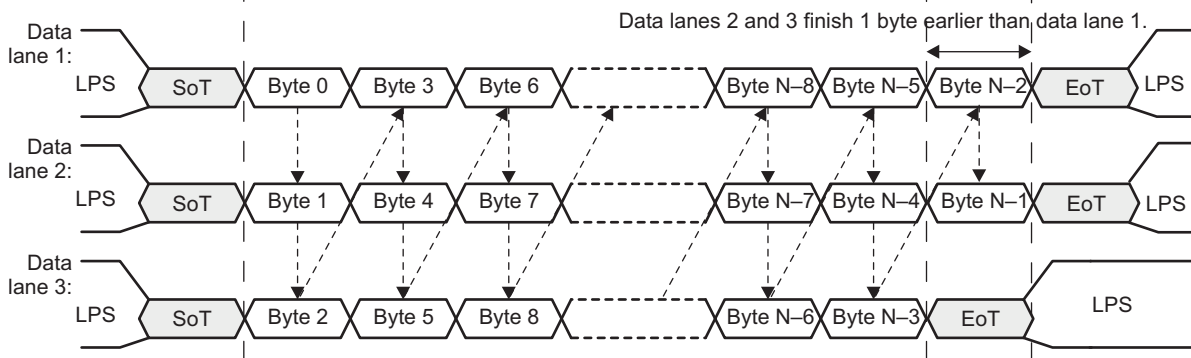 Data lanes 2 and 3 finish 1 byte earlier than data lane 1.
Data
lane 1:
LPS SoT Byte 0 Byte 3 Byte 6 Byte N–8 Byte N–5 Byte N–2 EoT LPS
Data
lane 2:
LPS SoT Byte 1 Byte 4 Byte 7 Byte N–7 Byte N–4 Byte N–1 EoT LPS
Data
lane 3:
LPS SoT Byte 2 Byte 5 Byte 8 Byte N–6 Byte N–3 EoT LPS